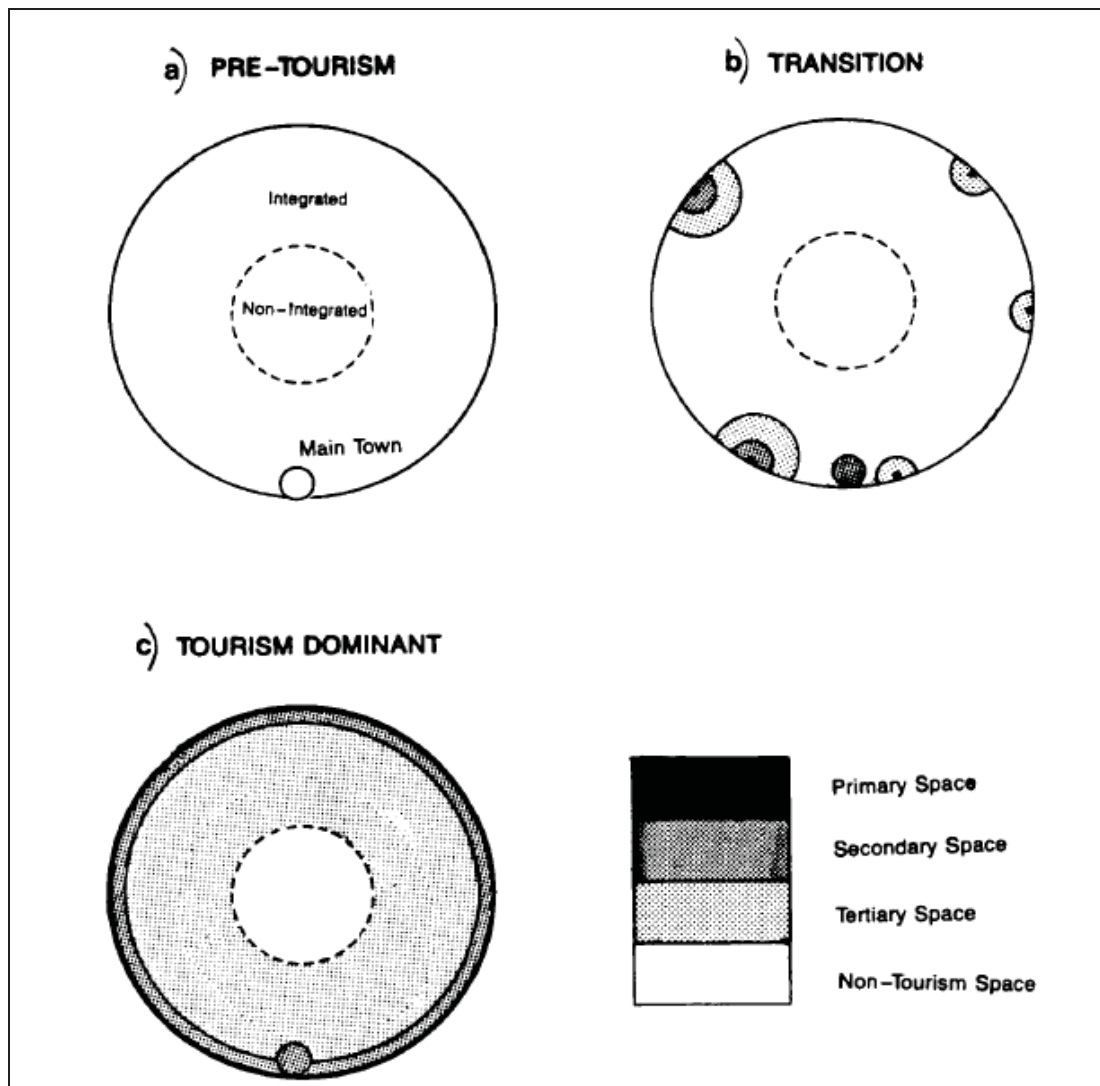 a) PRE-TOURISM
b) TRANSITION
Integrated
Non-Integrated
Main Town
c) TOURISM DOMINANT
Primary Space
Secondary Space
Tertiary Space
Non-Tourism Space